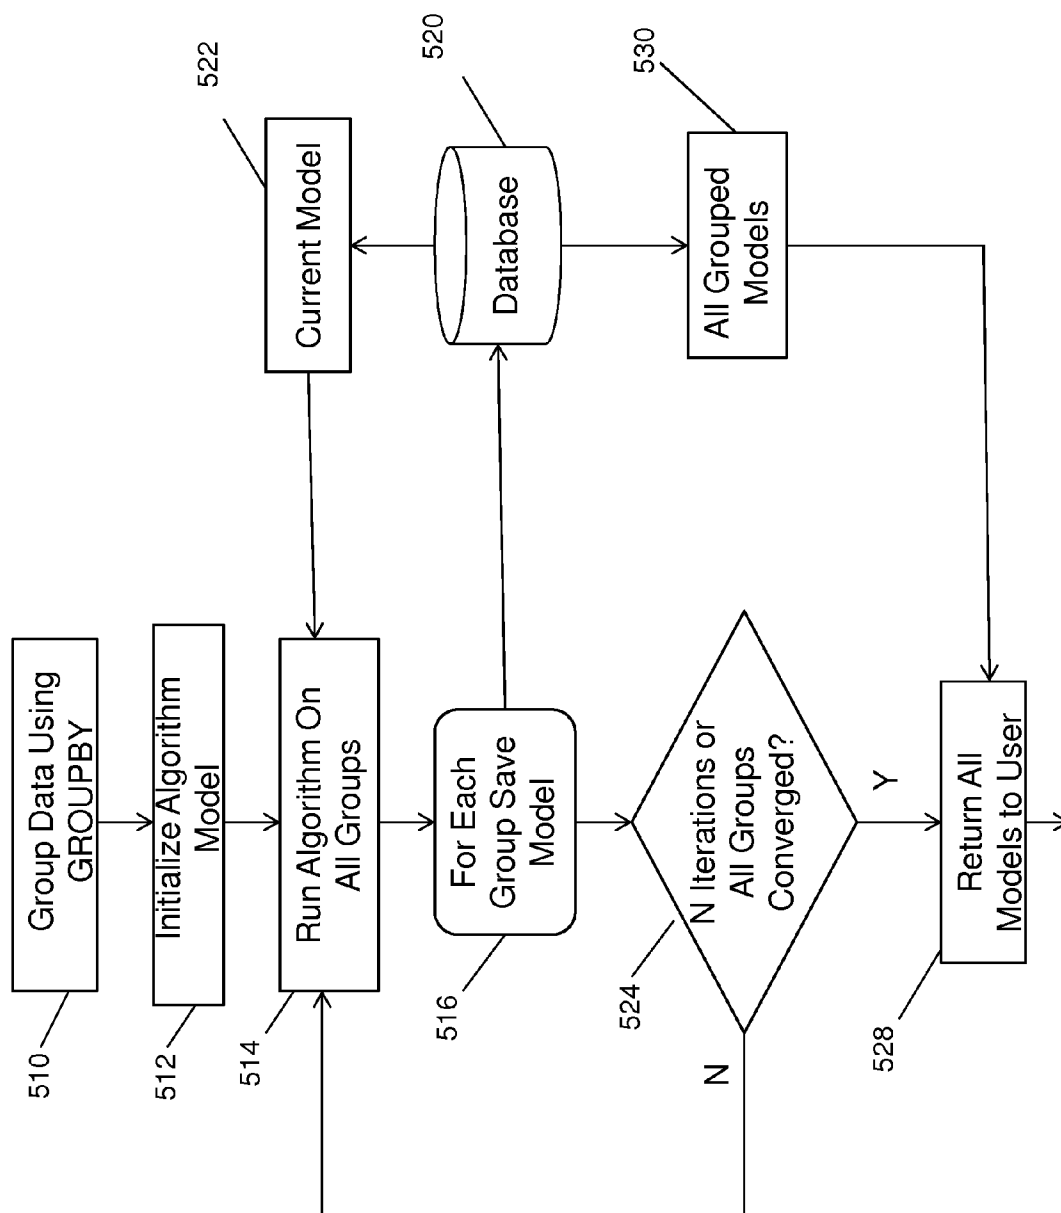 510
Group Data Using
GROUPBY
512
Initialize Algorithm
Model
514
Run Algorithm On
All Groups
522
Current Model
516
For Each
Group Save
Model
520
Database
524
N Iterations or
All Groups
Converged?
N
Y
530
All Grouped
Models
528
Return All
Models to User